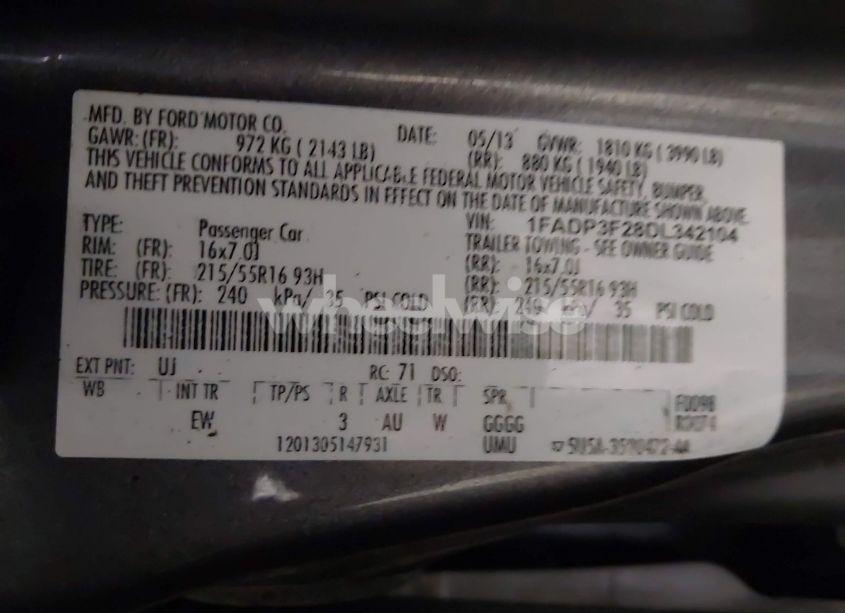 MFD. BY FORD MOTOR CO. DATE: 05/13 GVWR: 1810 KG ( 3990 LB)
GAWR: (FR): 972 KG ( 2143 LB) (RR): 880 KG ( 1940 LB)
THIS VEHICLE CONFORMS TO ALL APPLICABLE FEDERAL MOTOR VEHICLE SAFETY, BUMPER,
AND THEFT PREVENTION STANDARDS IN EFFECT ON THE DATE OF MANUFACTURE SHOWN ABOVE.
VIN: 1FADP3F28DL342104
TYPE: Passenger Car TRAILER TOWING - SEE OWNER GUIDE
RIM: (FR): 16x7.0J (RR): 16x7.0J
TIRE: (FR): 215/55R16 93H (RR): 215/55R16 93H
PRESSURE: (FR): 240 kPa/ 35 PSI COLD (RR): 240 kPa/ 35 PSI COLD
wheelwise
EXT PNT: UJ RC: 71 DSO:
WB INT TR TP/PS R AXLE TR SPR F0098
EW 3 AU W GGGG
1201305147931 UMU